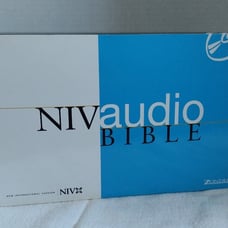 NIVaudio
BIBLE
NEW INTERNATIONAL VERSION NIV